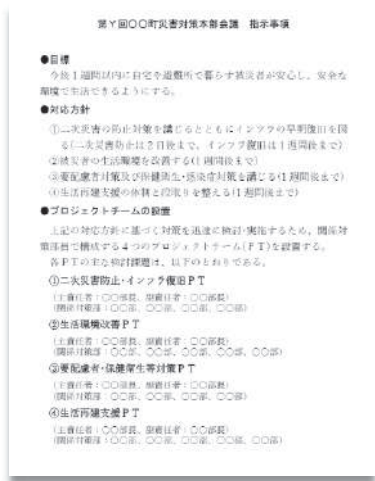 第Y回〇〇町災害対策本部会議　指示事項
●目標
今後1週間以内に自宅や避難所で暮らす被災者が安心し、安全な
環境で生活できるようにする。
●対応方針
①二次災害の防止対策を講じるとともにインフラの早期復旧を図
る(二次災害防止は2日後まで、インフラ復旧は1週間後まで)
②被災者の生活環境を改善する(1週間後まで)
③要配慮者対策及び保健衛生・感染症対策を講じる(1週間後まで)
④生活再建支援の体制と段取りを整える(1週間後まで)
●プロジェクトチームの設置
上記の対応方針に基づく対策を迅速に検討・実施するため、関係対
策部員で構成する4つのプロジェクトチーム(PT)を設置する。
各PTの主な検討課題は、以下のとおりである。
①二次災害防止・インフラ復旧PT
(主責任者：〇〇部長、副責任者：〇〇部長)
(関係対策部：〇〇部、〇〇部、〇〇部、〇〇部)
②生活環境改善PT
(主責任者：〇〇部長、副責任者：〇〇部長)
(関係対策部：〇〇部、〇〇部、〇〇部、〇〇部、〇〇部)
③要配慮者・保健衛生等対策PT
(主責任者：〇〇部長、副責任者：〇〇部長)
(関係対策部：〇〇部、〇〇部、〇〇部、〇〇部)
④生活再建支援PT
(主責任者：〇〇部長、副責任者：〇〇部長)
(関係対策部：〇〇部、〇〇部、〇〇部、〇〇部、〇〇部)